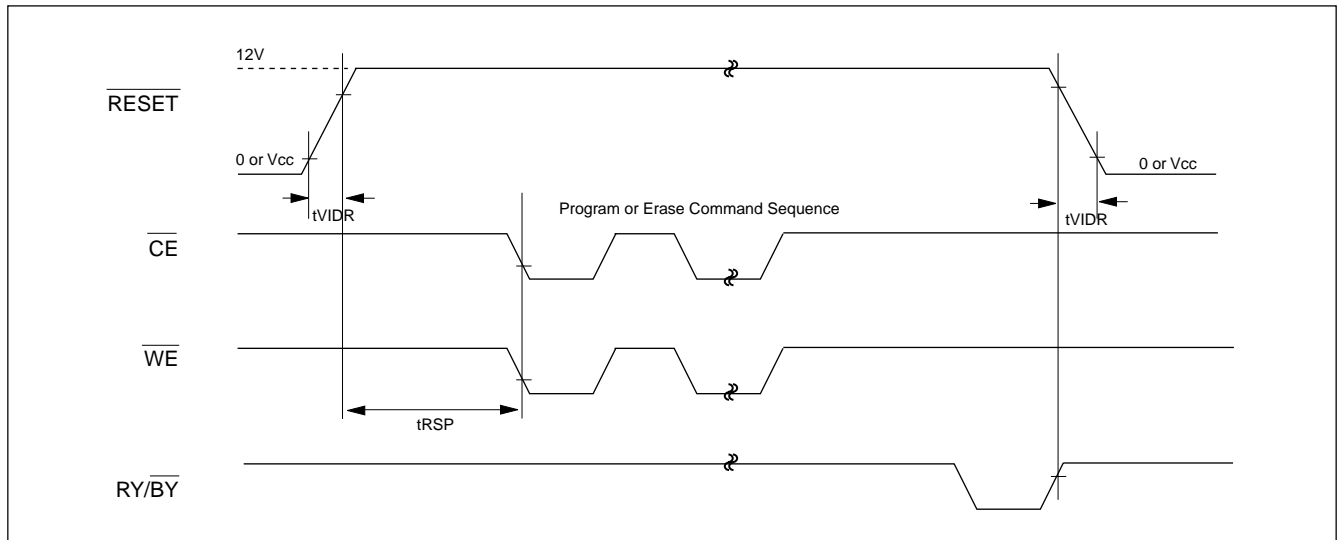 12V
RESET
0 or Vcc
0 or Vcc
tVIDR
Program or Erase Command Sequence
tVIDR
CE
WE
tRSP
RY/BY